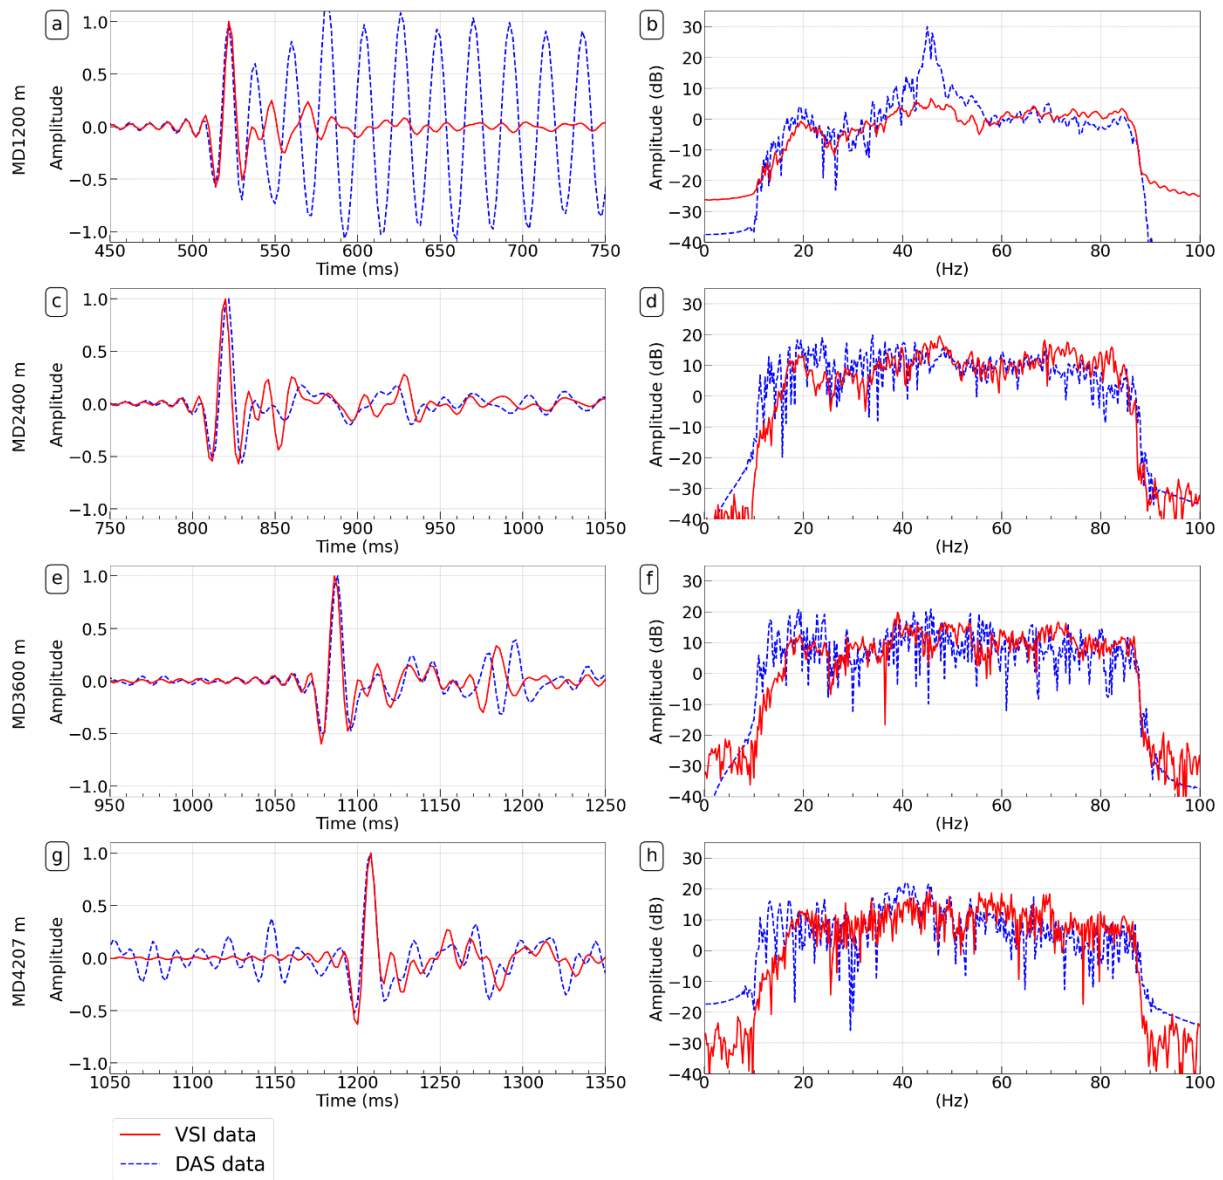 a
MD1200 m
Amplitude
1.0
0.5
0.0
−0.5
−1.0
450 500 550 600 650 700 750
Time (ms)
b
Amplitude (dB)
30
20
10
0
−10
−20
−30
−40
0 20 40 60 80 100
(Hz)
c
MD2400 m
Amplitude
1.0
0.5
0.0
−0.5
−1.0
750 800 850 900 950 1000 1050
Time (ms)
d
Amplitude (dB)
30
20
10
0
−10
−20
−30
−40
0 20 40 60 80 100
(Hz)
e
MD3600 m
Amplitude
1.0
0.5
0.0
−0.5
−1.0
950 1000 1050 1100 1150 1200 1250
Time (ms)
f
Amplitude (dB)
30
20
10
0
−10
−20
−30
−40
0 20 40 60 80 100
(Hz)
g
MD4207 m
Amplitude
1.0
0.5
0.0
−0.5
−1.0
1050 1100 1150 1200 1250 1300 1350
Time (ms)
h
Amplitude (dB)
30
20
10
0
−10
−20
−30
−40
0 20 40 60 80 100
(Hz)
VSI data
DAS data